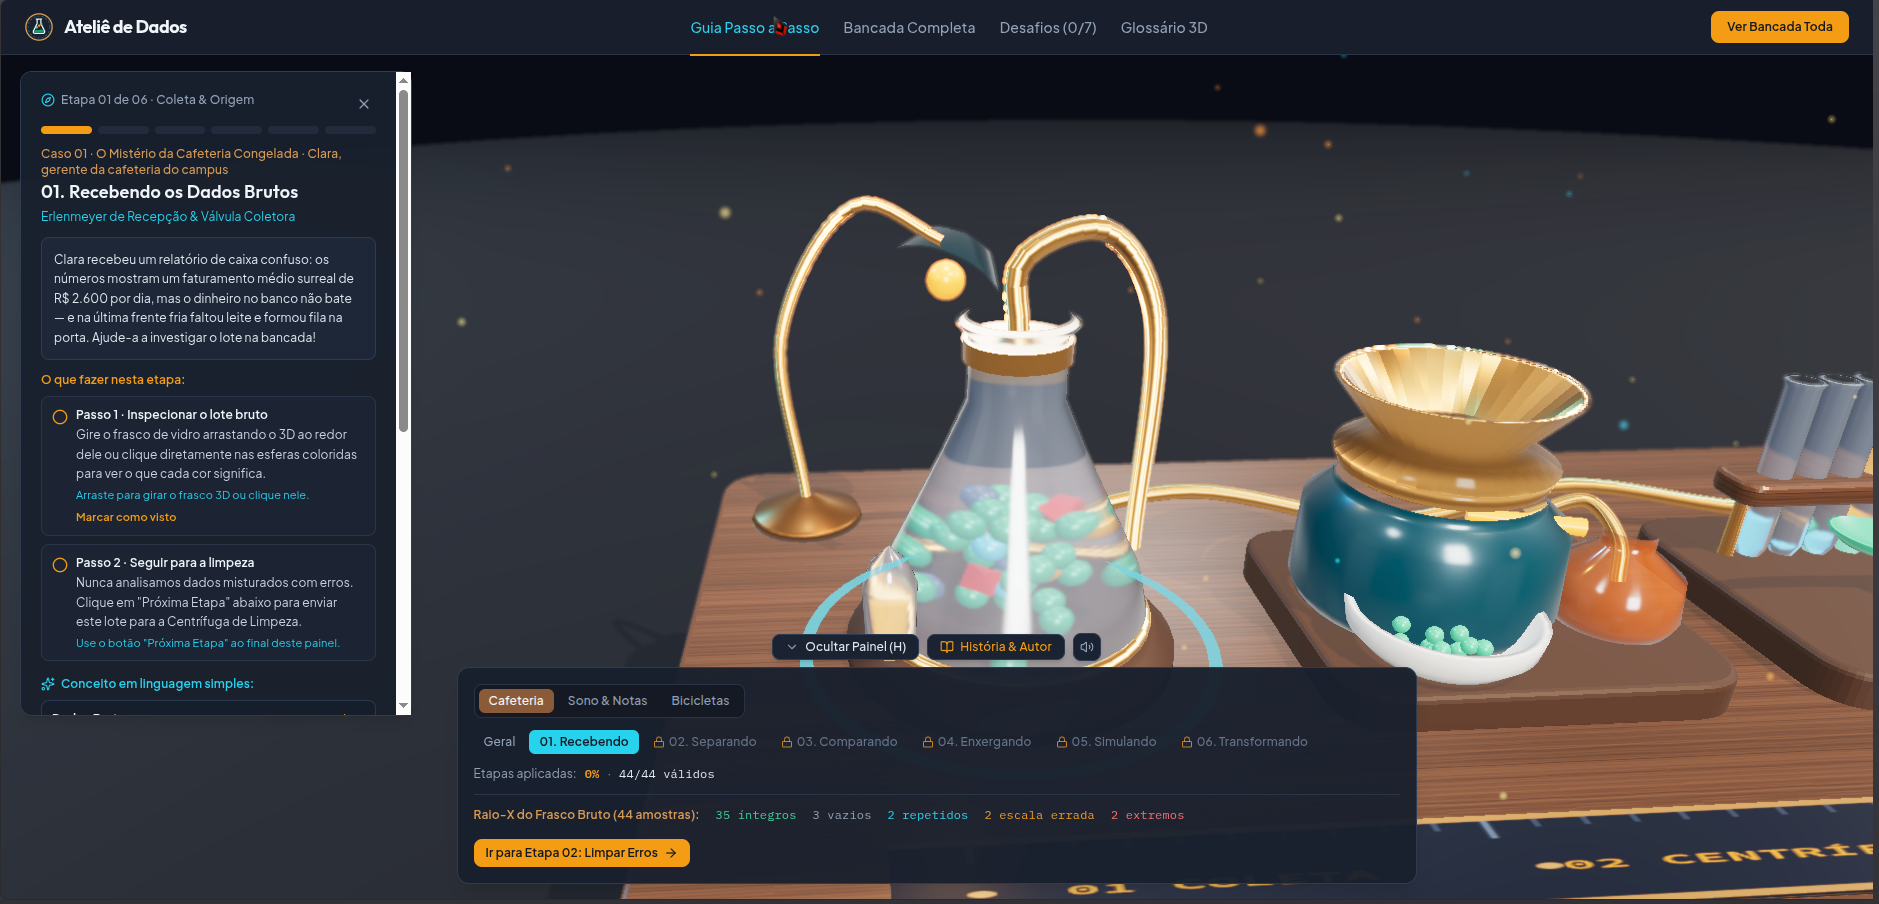 Ateliê de Dados
Guia Passo a Passo
Bancada Completa
Desafios (0/7)
Glossário 3D
Ver Bancada Toda
Etapa 01 de 06 · Coleta & Origem
Caso 01 · O Mistério da Cafeteria Congelada · Clara,
gerente da cafeteria do campus
01. Recebendo os Dados Brutos
Erlenmeyer de Recepção & Válvula Coletora
Clara recebeu um relatório de caixa confuso: os
números mostram um faturamento médio surreal de
R$ 2.600 por dia, mas o dinheiro no banco não bate
— e na última frente fria faltou leite e formou fila na
porta. Ajude-a a investigar o lote na bancada!
O que fazer nesta etapa:
Passo 1 · Inspecionar o lote bruto
Gire o frasco de vidro arrastando o 3D ao redor
dele ou clique diretamente nas esferas coloridas
para ver o que cada cor significa.
Arraste para girar o frasco 3D ou clique nele.
Marcar como visto
Passo 2 · Seguir para a limpeza
Nunca analisamos dados misturados com erros.
Clique em "Próxima Etapa" abaixo para enviar
este lote para a Centrífuga de Limpeza.
Use o botão "Próxima Etapa" ao final deste painel.
Conceito em linguagem simples:
Ocultar Painel (H)
História & Autor
Cafeteria
Sono & Notas
Bicicletas
Geral
01. Recebendo
02. Separando
03. Comparando
04. Enxergando
05. Simulando
06. Transformando
Etapas aplicadas: 0% · 44/44 válidos
Raio-X do Frasco Bruto (44 amostras): 35 íntegros 3 vazios 2 repetidos 2 escala errada 2 extremos
Ir para Etapa 02: Limpar Erros →
01 COLETA
02 CENTRÍF